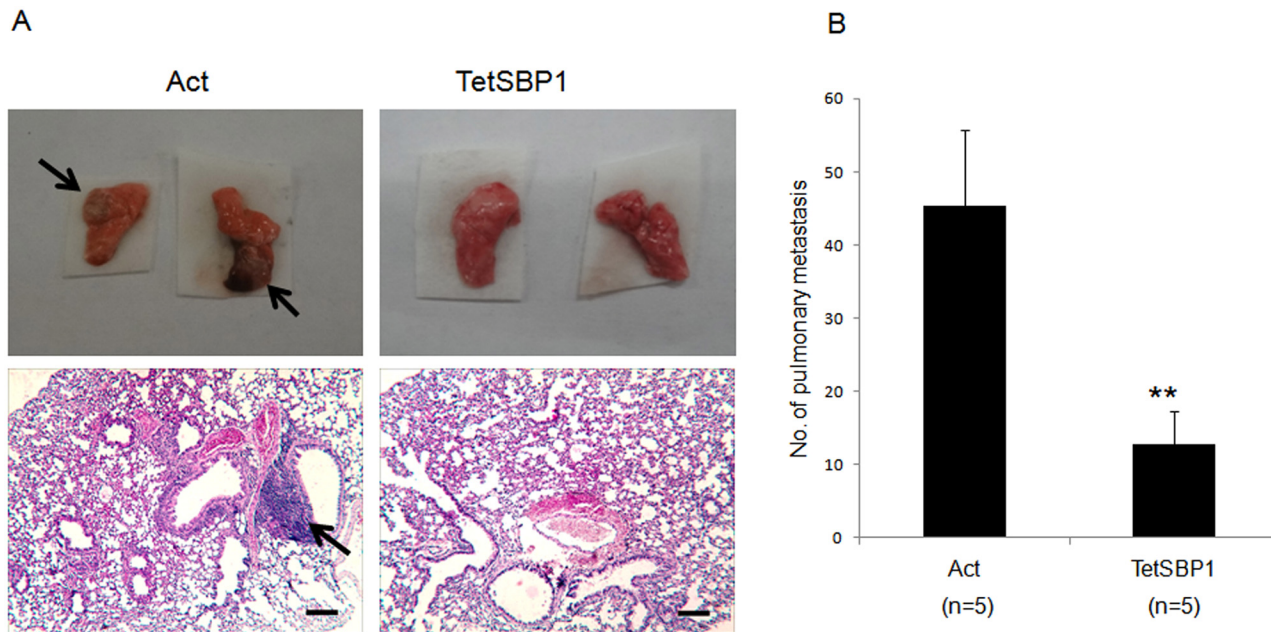 A
Act
TetSBP1
B
No. of pulmonary metastasis
60
50
40
30
20
10
0
**
Act
(n=5)
TetSBP1
(n=5)